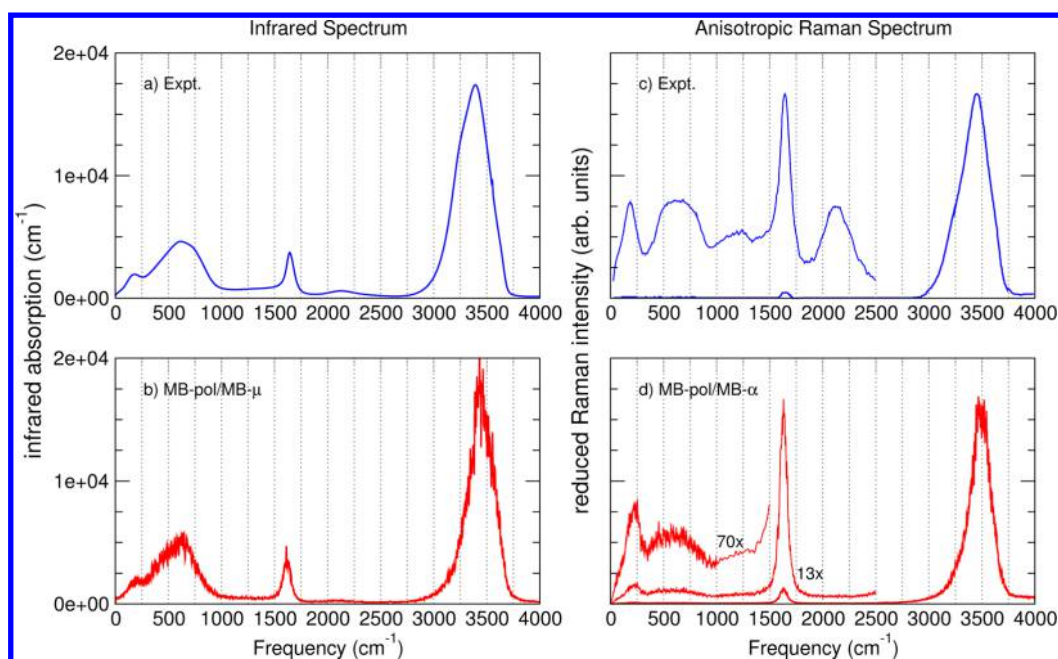 Infrared Spectrum
Anisotropic Raman Spectrum
infrared absorption (cm⁻¹)
reduced Raman intensity (arb. units)
2e+04
1e+04
0e+00
a) Expt.
0 500 1000 1500 2000 2500 3000 3500 4000
c) Expt.
0 500 1000 1500 2000 2500 3000 3500 4000
2e+04
1e+04
0e+00
b) MB-pol/MB-μ
0 500 1000 1500 2000 2500 3000 3500 4000
Frequency (cm⁻¹)
d) MB-pol/MB-α
70x
13x
0 500 1000 1500 2000 2500 3000 3500 4000
Frequency (cm⁻¹)